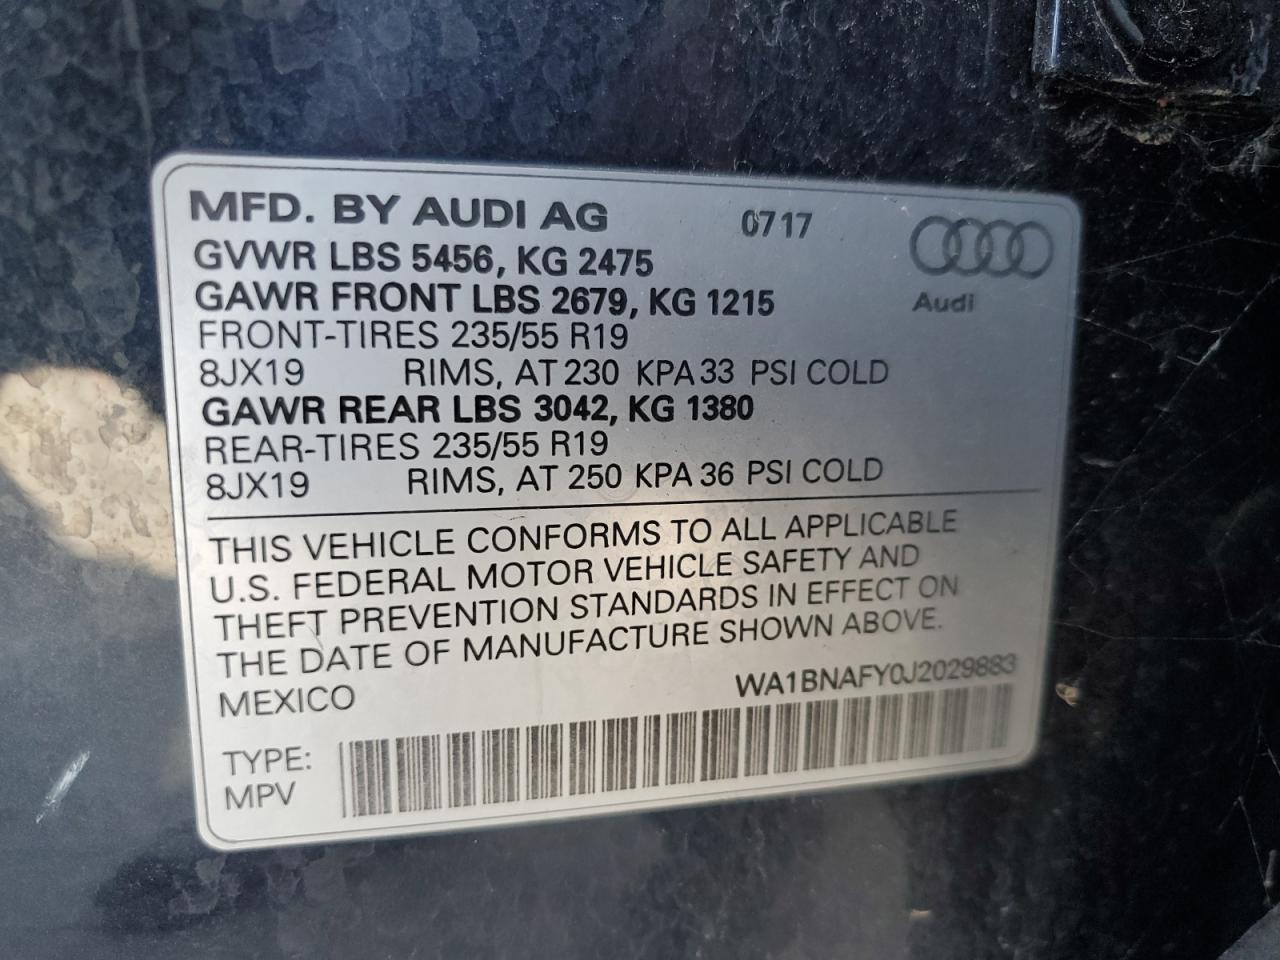 MFD. BY AUDI AG 0717
GVWR LBS 5456, KG 2475
GAWR FRONT LBS 2679, KG 1215
Audi
FRONT-TIRES 235/55 R19
8JX19 RIMS, AT 230 KPA 33 PSI COLD
GAWR REAR LBS 3042, KG 1380
REAR-TIRES 235/55 R19
8JX19 RIMS, AT 250 KPA 36 PSI COLD
THIS VEHICLE CONFORMS TO ALL APPLICABLE
U.S. FEDERAL MOTOR VEHICLE SAFETY AND
THEFT PREVENTION STANDARDS IN EFFECT ON
THE DATE OF MANUFACTURE SHOWN ABOVE.
MEXICO WA1BNAFY0J2029883
TYPE:
MPV